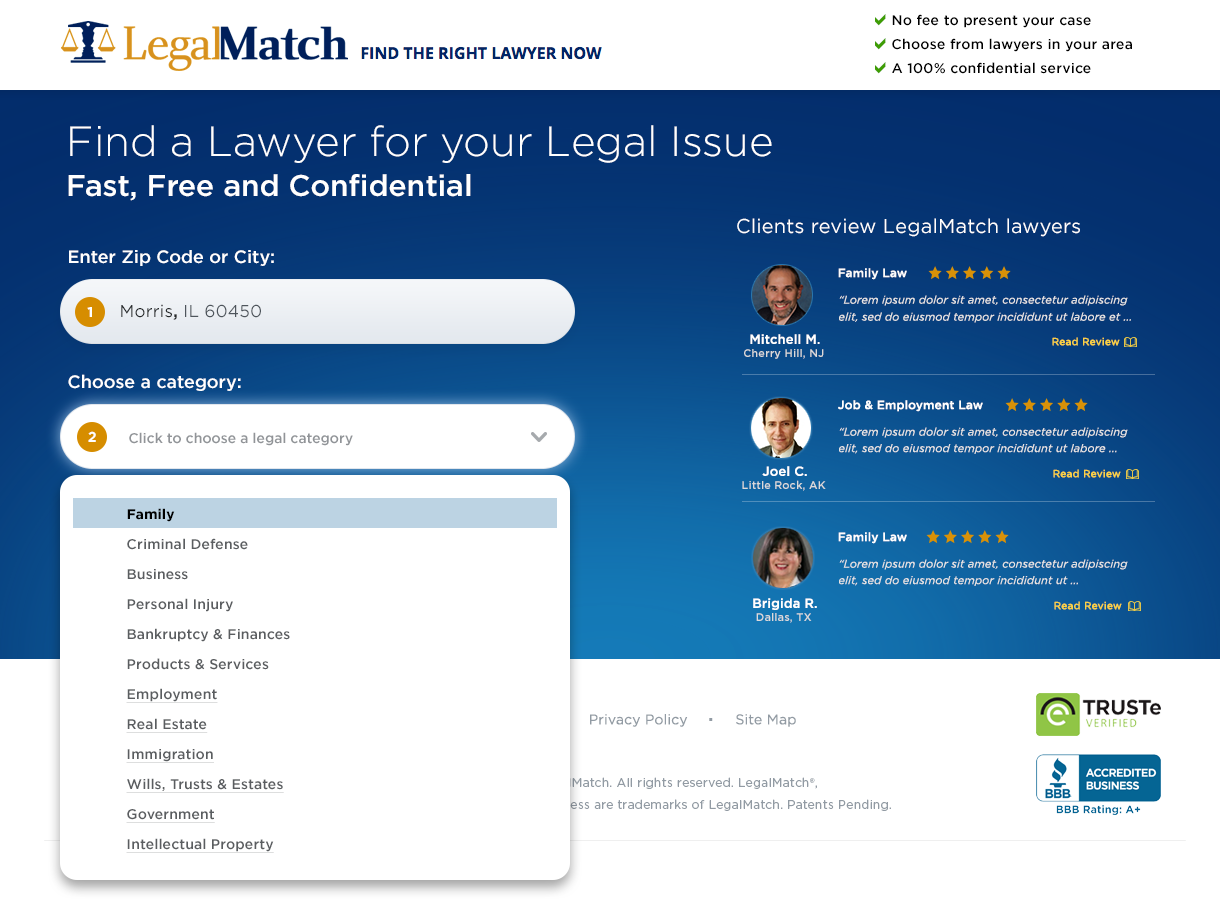 LegalMatch FIND THE RIGHT LAWYER NOW
No fee to present your case
Choose from lawyers in your area
A 100% confidential service
Find a Lawyer for your Legal Issue
Fast, Free and Confidential
Enter Zip Code or City:
1 Morris, IL 60450
Choose a category:
2 Click to choose a legal category
Family
Criminal Defense
Business
Personal Injury
Bankruptcy & Finances
Products & Services
Employment
Real Estate
Immigration
Wills, Trusts & Estates
Government
Intellectual Property
Clients review LegalMatch lawyers
Family Law
“Lorem ipsum dolor sit amet, consectetur adipiscing
elit, sed do eiusmod tempor incididunt ut labore et ...
Read Review
Mitchell M.
Cherry Hill, NJ
Job & Employment Law
“Lorem ipsum dolor sit amet, consectetur adipiscing
elit, sed do eiusmod tempor incididunt ut labore ...
Read Review
Joel C.
Little Rock, AK
Family Law
“Lorem ipsum dolor sit amet, consectetur adipiscing
elit, sed do eiusmod tempor incididunt ut ...
Read Review
Brigida R.
Dallas, TX
Privacy Policy • Site Map
lMatch. All rights reserved. LegalMatch®,
ess are trademarks of LegalMatch. Patents Pending.
TRUSTe
VERIFIED
BBB
ACCREDITED
BUSINESS
BBB Rating: A+